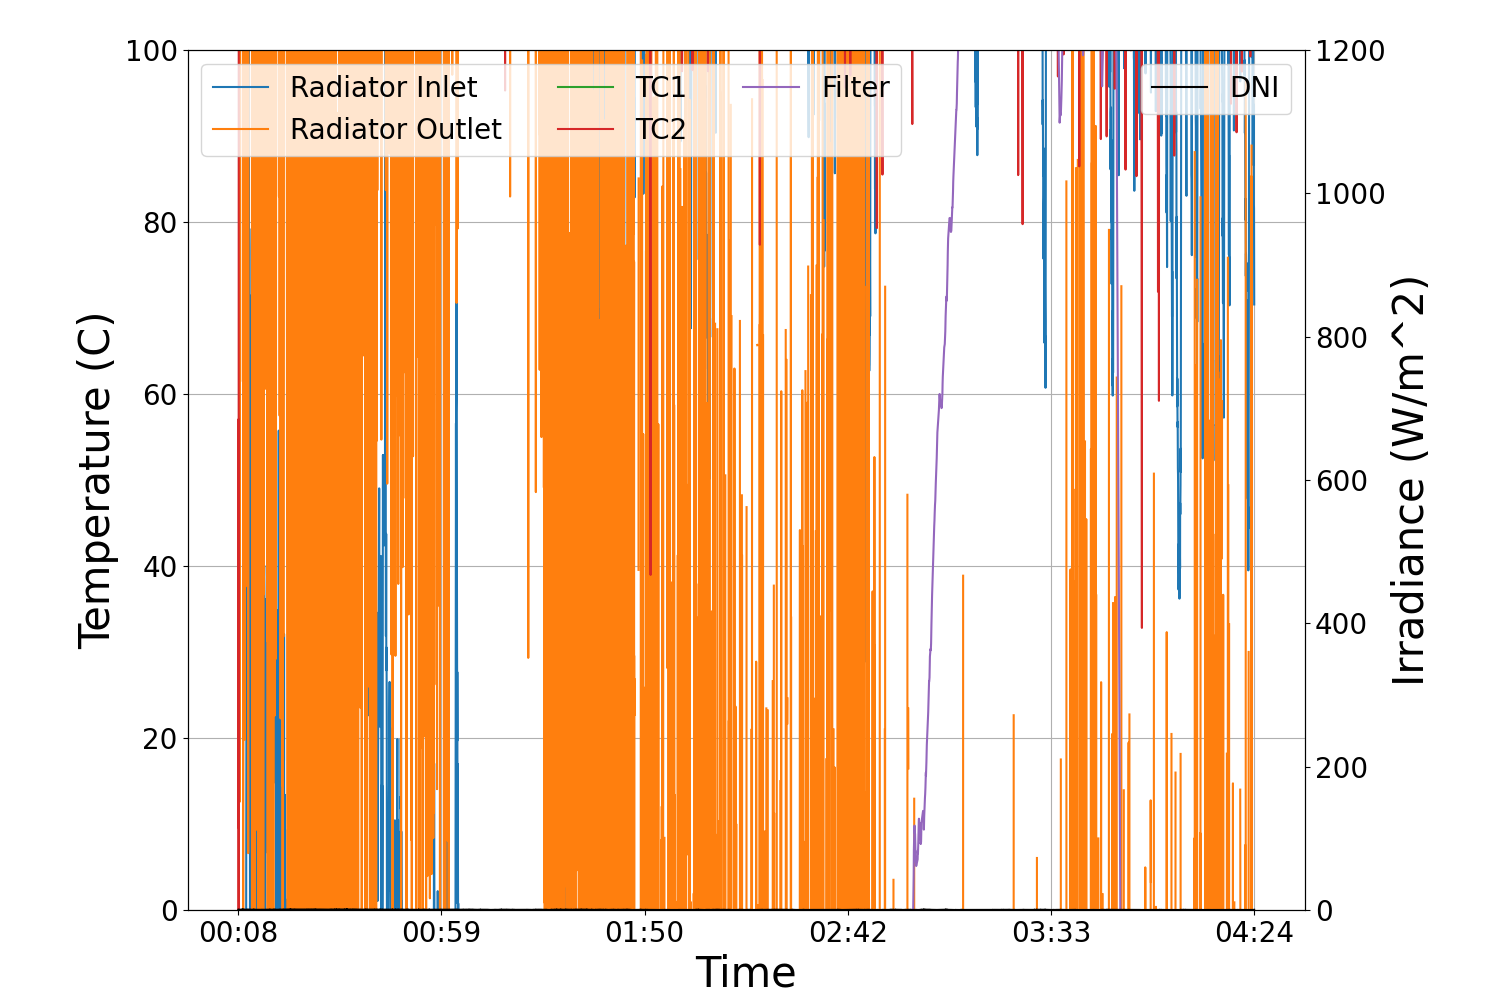 Radiator Inlet
Radiator Outlet
TC1
TC2
Filter
DNI
100
80
60
40
20
0
Temperature (C)
1200
1000
800
600
400
200
0
Irradiance (W/m^2)
00:08 00:59 01:50 02:42 03:33 04:24
Time